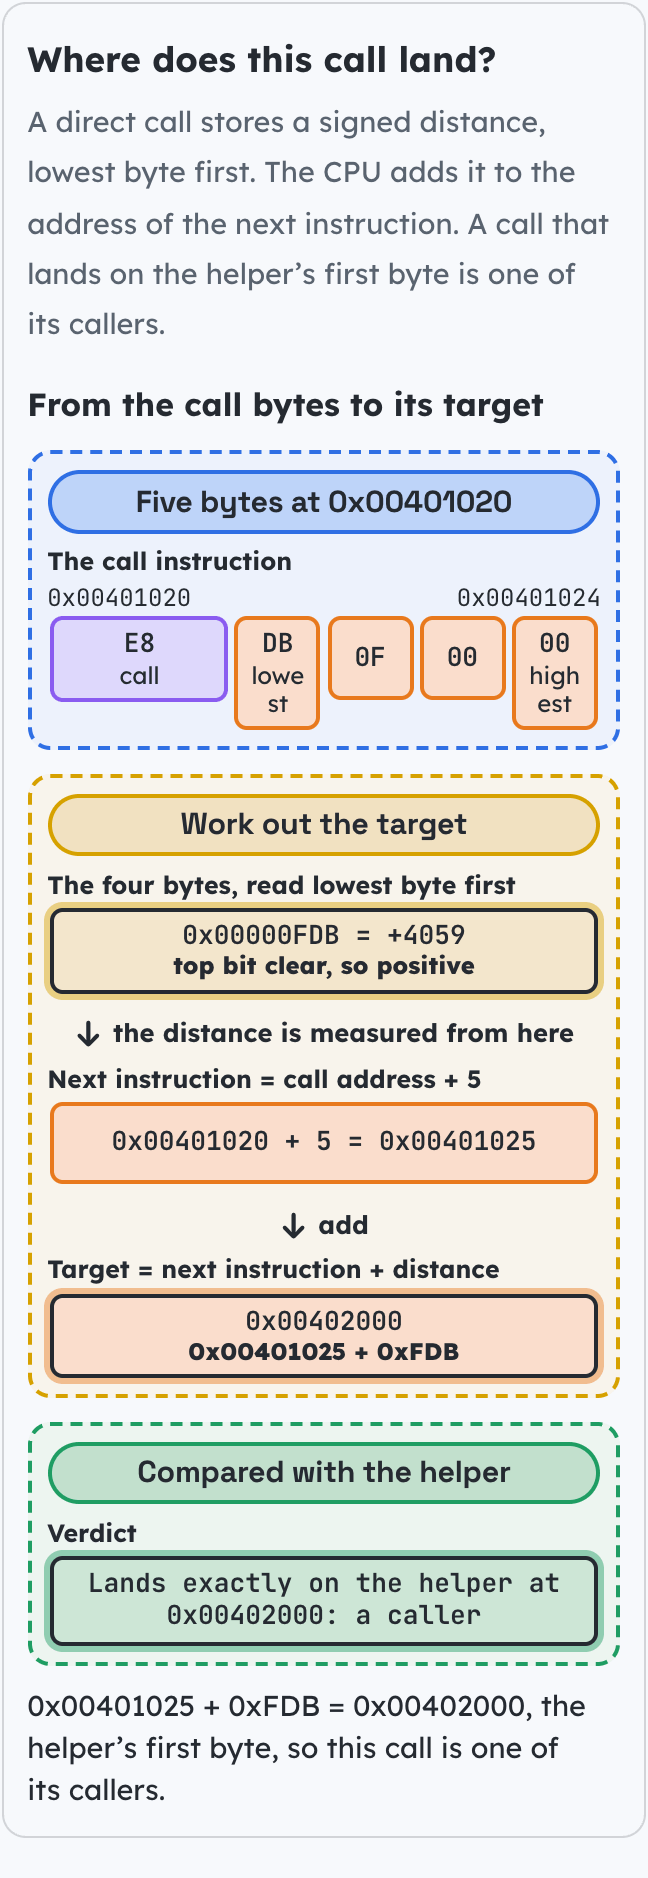 Where does this call land?
A direct call stores a signed distance,
lowest byte first. The CPU adds it to the
address of the next instruction. A call that
lands on the helper’s first byte is one of
its callers.
From the call bytes to its target
Five bytes at 0x00401020
The call instruction
0x00401020 0x00401024
E8 DB 0F 00 00
call lowe high
st est
Work out the target
The four bytes, read lowest byte first
0x00000FDB = +4059
top bit clear, so positive
↓ the distance is measured from here
Next instruction = call address + 5
0x00401020 + 5 = 0x00401025
↓ add
Target = next instruction + distance
0x00402000
0x00401025 + 0xFDB
Compared with the helper
Verdict
Lands exactly on the helper at
0x00402000: a caller
0x00401025 + 0xFDB = 0x00402000, the
helper’s first byte, so this call is one of
its callers.